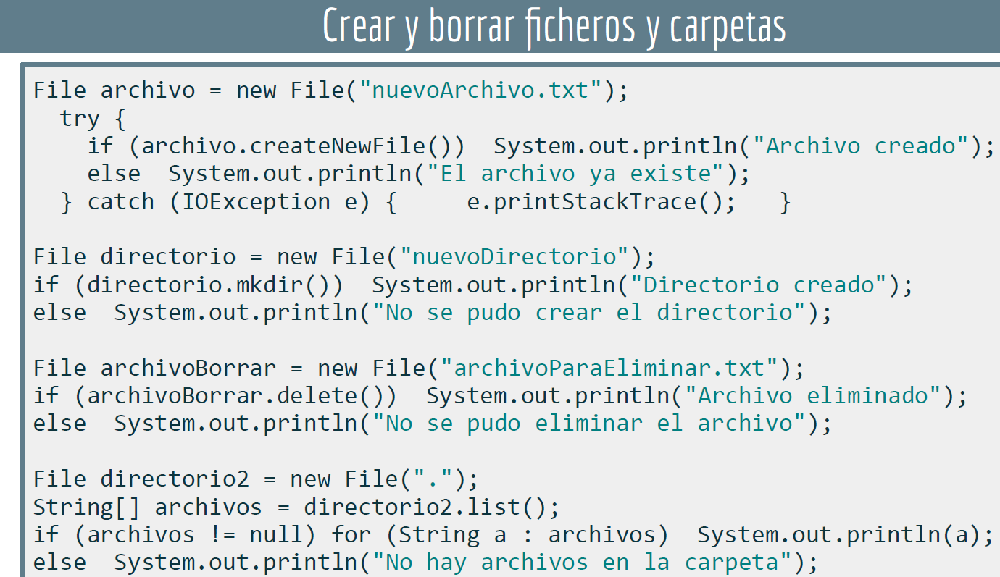 Crear y borrar ficheros y carpetas
File archivo = new File("nuevoArchivo.txt");
  try {
    if (archivo.createNewFile())  System.out.println("Archivo creado");
    else  System.out.println("El archivo ya existe");
  } catch (IOException e) {     e.printStackTrace();   }

File directorio = new File("nuevoDirectorio");
if (directorio.mkdir())  System.out.println("Directorio creado");
else  System.out.println("No se pudo crear el directorio");

File archivoBorrar = new File("archivoParaEliminar.txt");
if (archivoBorrar.delete())  System.out.println("Archivo eliminado");
else  System.out.println("No se pudo eliminar el archivo");

File directorio2 = new File(".");
String[] archivos = directorio2.list();
if (archivos != null) for (String a : archivos)  System.out.println(a);
else  System.out.println("No hay archivos en la carpeta");